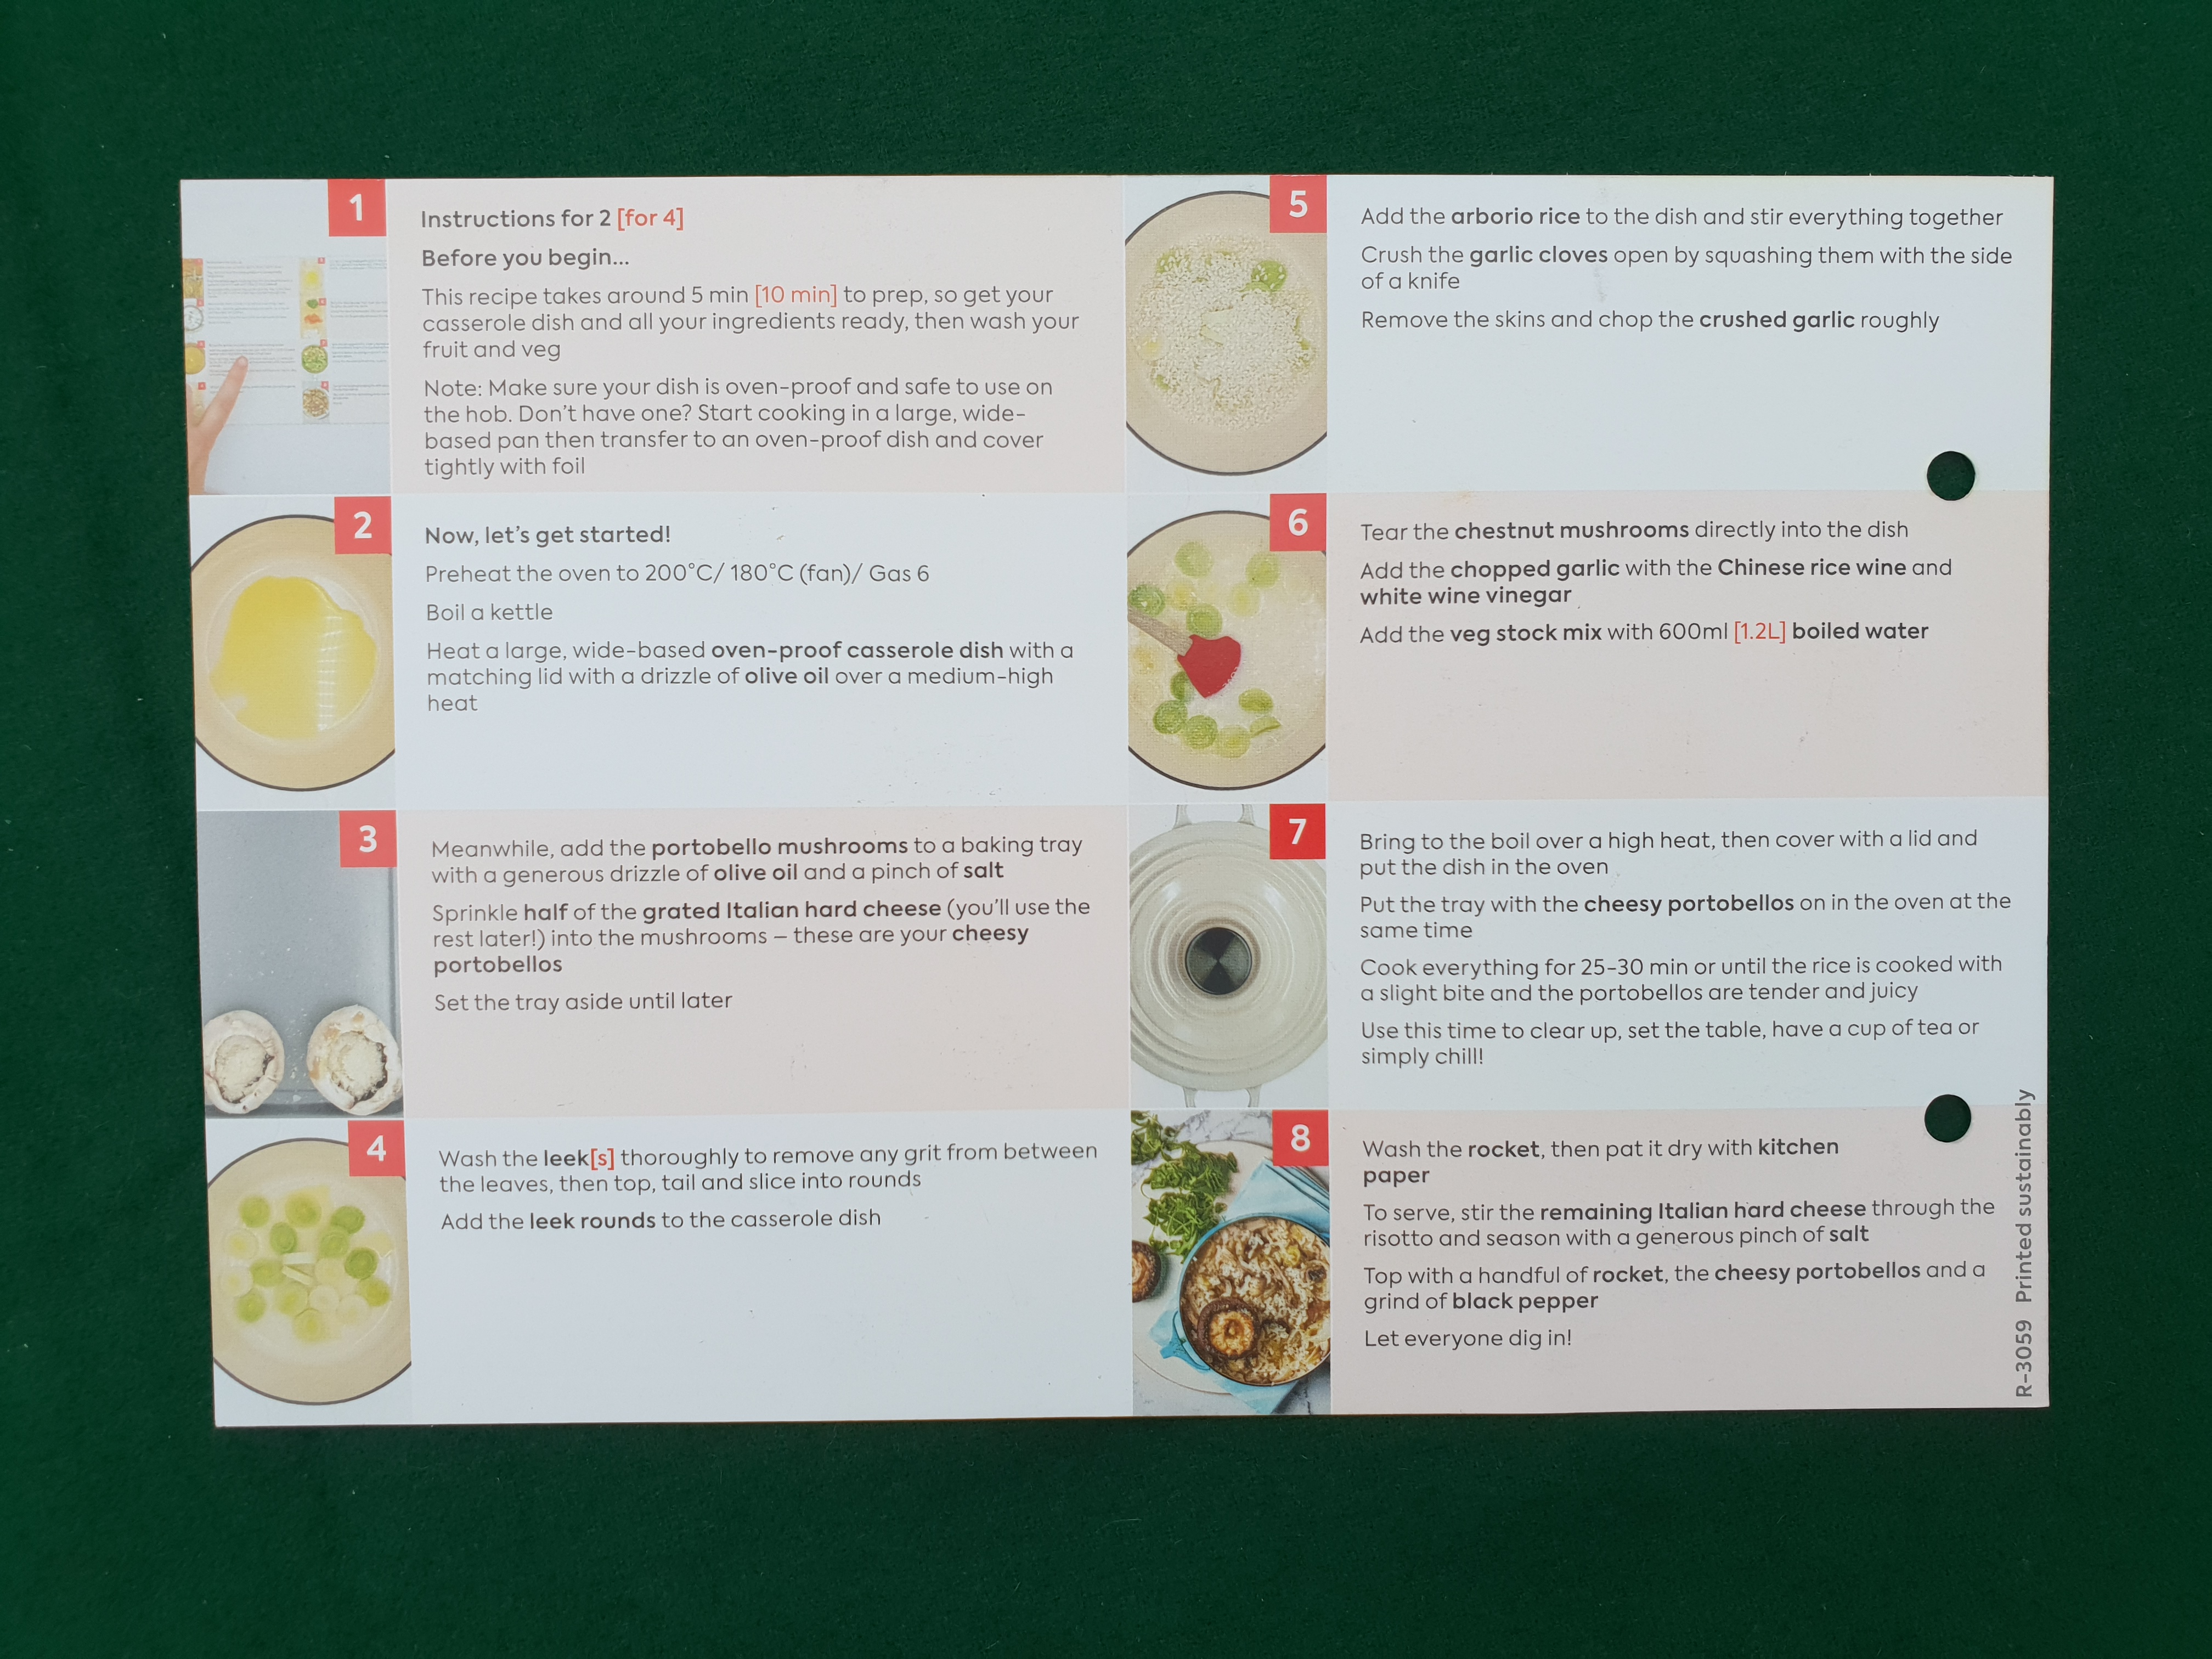 1
Instructions for 2 [for 4]
Before you begin...
This recipe takes around 5 min [10 min] to prep, so get your
casserole dish and all your ingredients ready, then wash your
fruit and veg
Note: Make sure your dish is oven-proof and safe to use on
the hob. Don't have one? Start cooking in a large, wide-
based pan then transfer to an oven-proof dish and cover
tightly with foil
2
Now, let's get started!
Preheat the oven to 200°C/ 180°C (fan)/ Gas 6
Boil a kettle
Heat a large, wide-based oven-proof casserole dish with a
matching lid with a drizzle of olive oil over a medium-high
heat
3
Meanwhile, add the portobello mushrooms to a baking tray
with a generous drizzle of olive oil and a pinch of salt
Sprinkle half of the grated Italian hard cheese (you'll use the
rest later!) into the mushrooms – these are your cheesy
portobellos
Set the tray aside until later
4
Wash the leek[s] thoroughly to remove any grit from between
the leaves, then top, tail and slice into rounds
Add the leek rounds to the casserole dish
5
Add the arborio rice to the dish and stir everything together
Crush the garlic cloves open by squashing them with the side
of a knife
Remove the skins and chop the crushed garlic roughly
6
Tear the chestnut mushrooms directly into the dish
Add the chopped garlic with the Chinese rice wine and
white wine vinegar
Add the veg stock mix with 600ml [1.2L] boiled water
7
Bring to the boil over a high heat, then cover with a lid and
put the dish in the oven
Put the tray with the cheesy portobellos on in the oven at the
same time
Cook everything for 25-30 min or until the rice is cooked with
a slight bite and the portobellos are tender and juicy
Use this time to clear up, set the table, have a cup of tea or
simply chill!
8
Wash the rocket, then pat it dry with kitchen
paper
To serve, stir the remaining Italian hard cheese through the
risotto and season with a generous pinch of salt
Top with a handful of rocket, the cheesy portobellos and a
grind of black pepper
Let everyone dig in!
R-3059 Printed sustainably